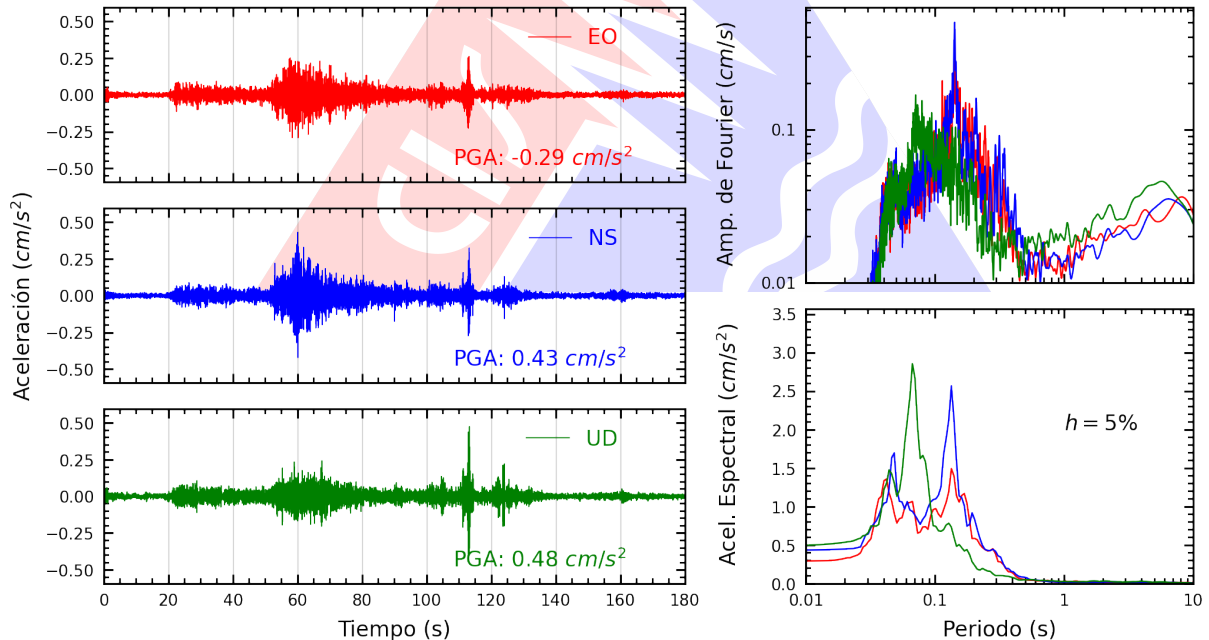 Aceleración (cm/s²)
0.50
0.25
0.00
−0.25
−0.50
EO
PGA: -0.29 cm/s²
0.50
0.25
0.00
−0.25
−0.50
NS
PGA: 0.43 cm/s²
0.50
0.25
0.00
−0.25
−0.50
UD
PGA: 0.48 cm/s²
0 20 40 60 80 100 120 140 160 180
Tiempo (s)
Amp. de Fourier (cm/s)
0.1
0.01
Acel. Espectral (cm/s²)
3.5
3.0
2.5
2.0
1.5
1.0
0.5
0.0
h = 5%
0.01 0.1 1 10
Periodo (s)